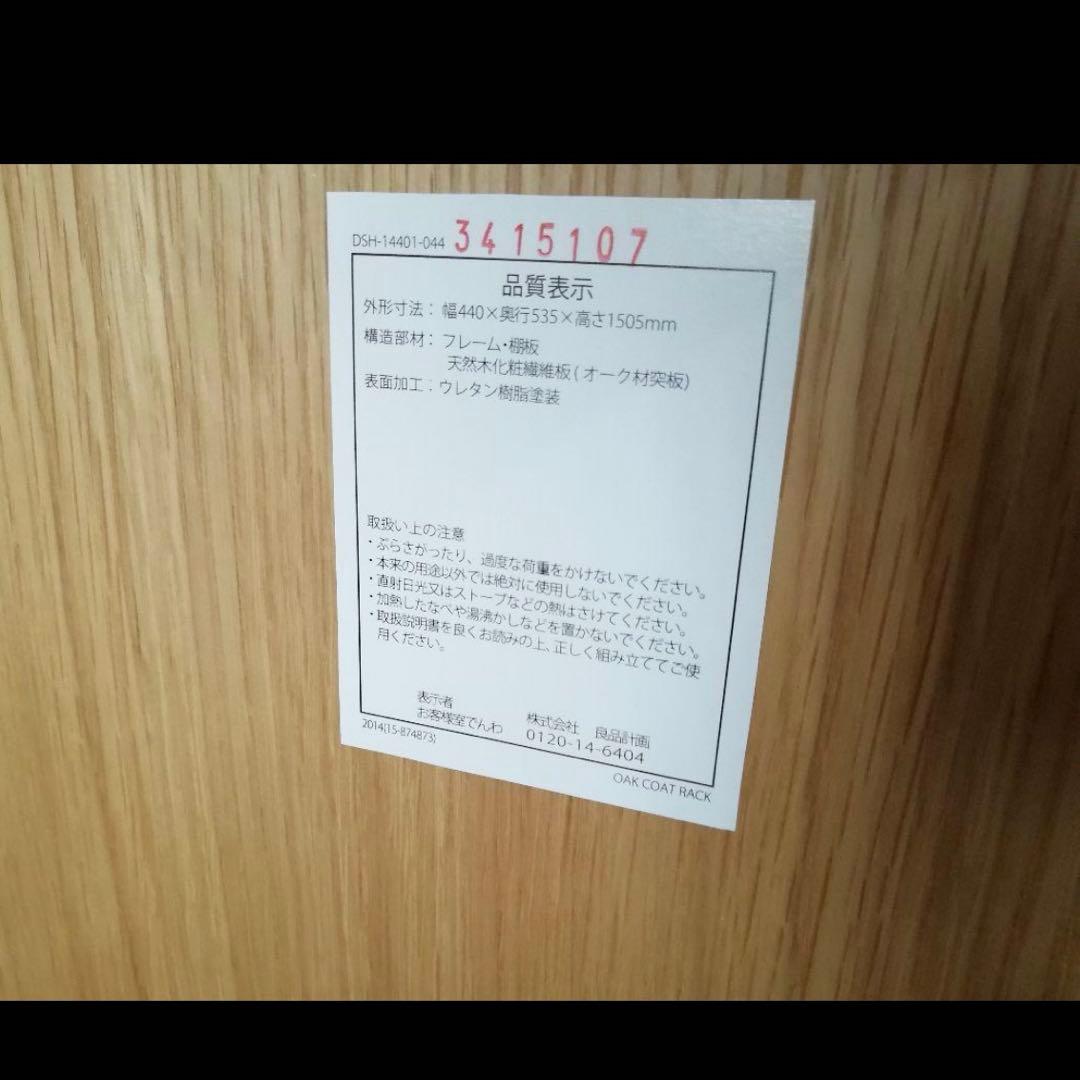 DSH-14401-044 3415107
品質表示
外形寸法：幅440×奥行535×高さ1505mm
構造部材：フレーム・棚板
天然木化粧繊維板(オーク材突板)
表面加工：ウレタン樹脂塗装
取扱い上の注意
・ぶらさがったり、過度な荷重をかけないでください。
・本来の用途以外では絶対に使用しないでください。
・直射日光又はストーブなどの熱はさけてください。
・加熱したなべや湯沸かしなどを置かないでください。
・取扱説明書を良くお読みの上、正しく組み立ててご使
用ください。
表示者 株式会社 良品計画
お客様室でんわ 0120-14-6404
2014(15-874873)
OAK COAT RACK